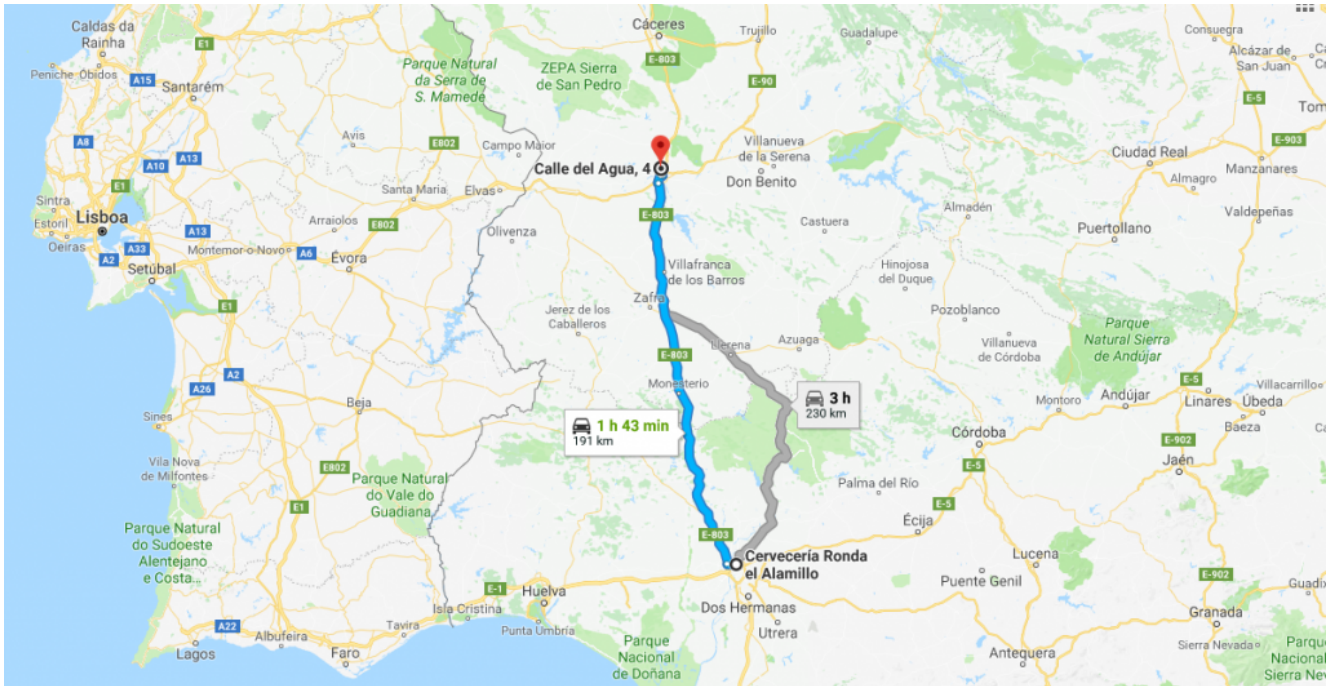 Caldas da
Rainha
E1
Cáceres
Trujillo
Guadalupe
Consuegra
Alcázar de
San Juan
Peniche
Óbidos
A15
Santarém
Parque Natural
da Serra de
S. Mamede
ZEPA Sierra
de San Pedro
E-803
E-90
E-5
Tom
A8
Avis
E802
Campo Maior
Villanueva
de la Serena
E-903
A13
A10
Calle del Agua, 4
Don Benito
Ciudad Real
Manzanares
Almagro
E1
Santa Maria
Elvas
Sintra
Estoril
Lisboa
Oeiras
A13
Arraiolos
E802
E-803
Castuera
Almadén
Valdepeñas
A33
A2
Montemor-o-Novo
A6
Évora
Olivenza
Puertollano
Setúbal
Villafranca
de los Barros
Hinojosa
del Duque
E1
Zafra
Jerez de los
Caballeros
Pozoblanco
Parque
Natural Sierra
de Andújar
Llerena
Azuaga
Villanueva
de Córdoba
E-803
A2
A26
Monesterio
E-5
Villacarrillo
Beja
3 h
230 km
Montoro
Andújar
Linares
Úbeda
Baeza
Sines
1 h 43 min
191 km
Córdoba
E-902
Jaén
Vila Nova
de Milfontes
E802
E-5
Parque Natural
do Vale do
Guadiana
Palma del Río
E1
E-5
Écija
Parque Natural
do Sudoeste
Alentejano
e Costa...
E-803
Cervecería Ronda
el Alamillo
Lucena
Puente Genil
E-902
Guadix
E-1
Huelva
Isla Cristina
Punta Umbría
Dos Hermanas
Utrera
Granada
A22
Albufeira
Tavira
Lagos
Faro
Parque
Nacional
de Doñana
Antequera
Sierra Nevada
Parqu
Nacional
Sierra Nev